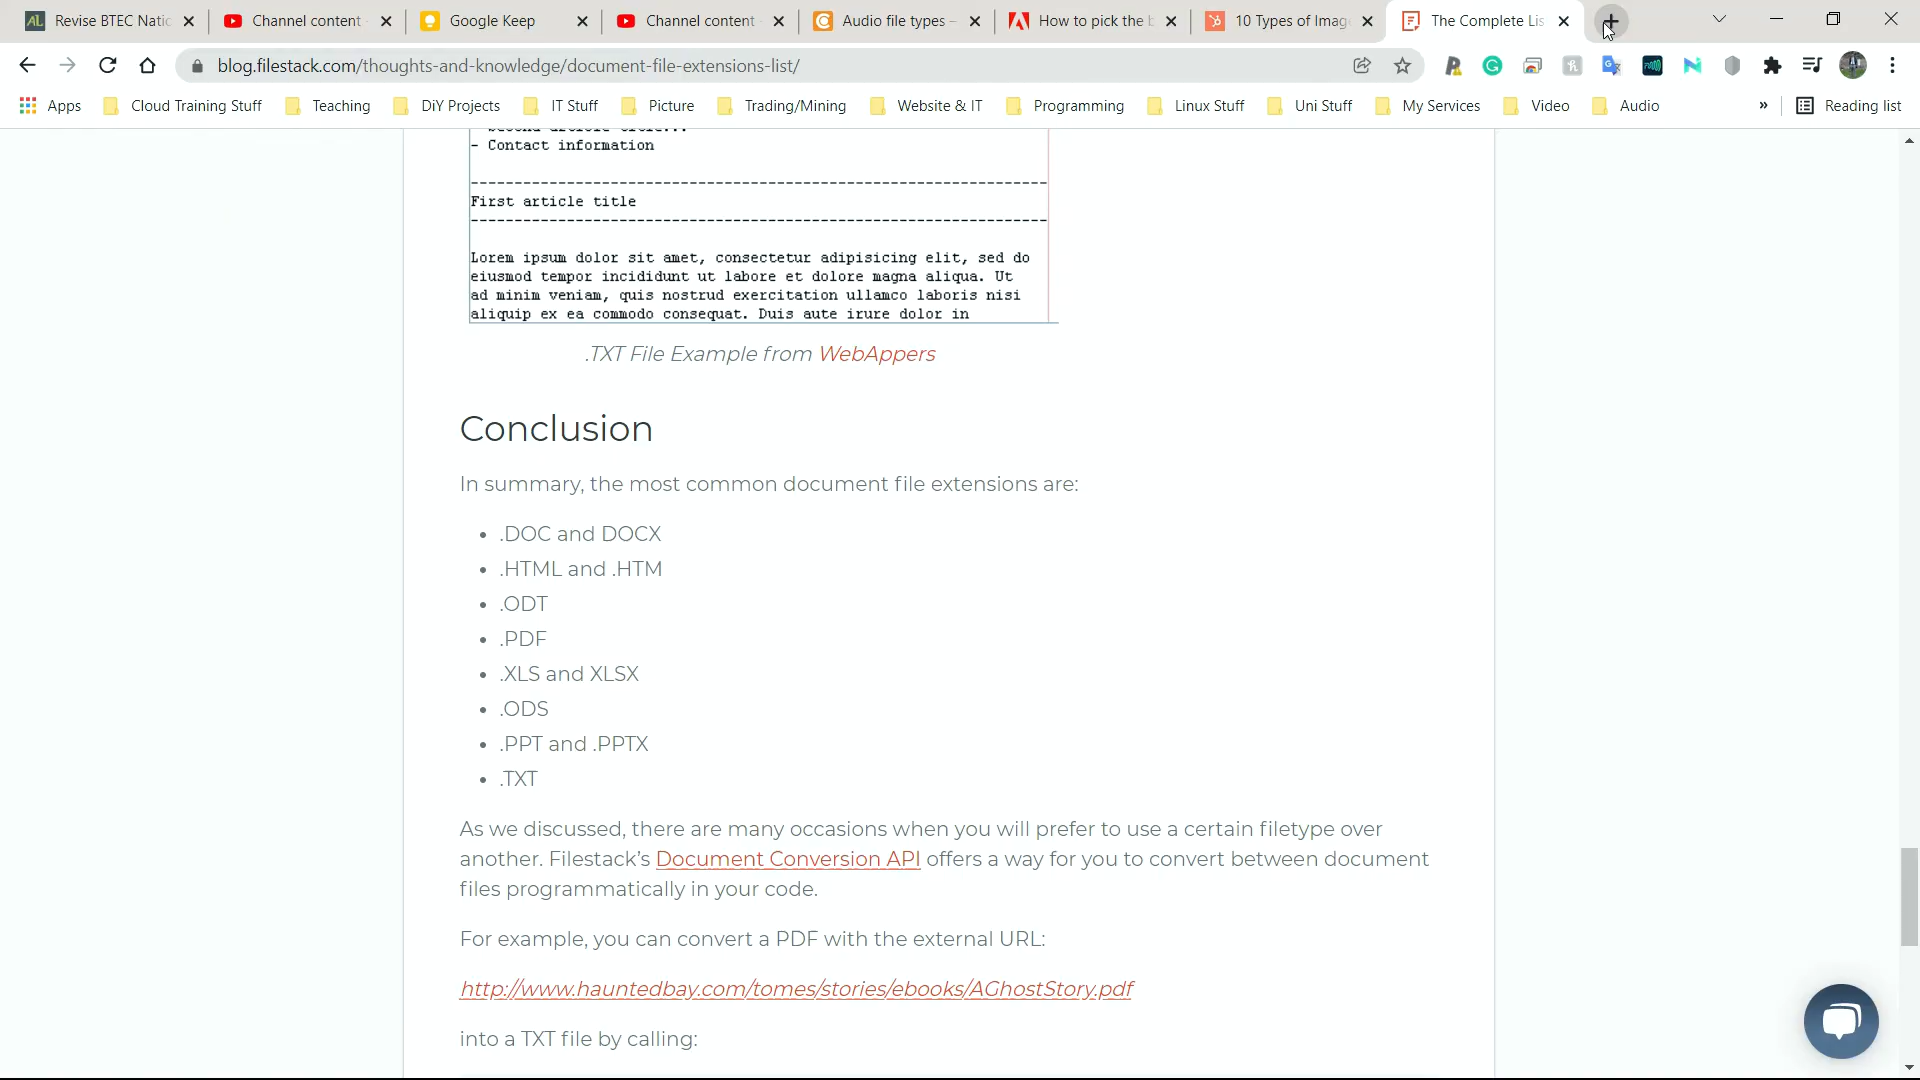 Revise BTEC Natio
Channel content
Google Keep
Channel content
Audio file types –
How to pick the b
10 Types of Image
The Complete Lis
blog.filestack.com/thoughts-and-knowledge/document-file-extensions-list/
Apps
Cloud Training Stuff
Teaching
DiY Projects
IT Stuff
Picture
Trading/Mining
Website & IT
Programming
Linux Stuff
Uni Stuff
My Services
Video
Audio
»
Reading list
- Contact information
First article title
Lorem ipsum dolor sit amet, consectetur adipisicing elit, sed do
eiusmod tempor incididunt ut labore et dolore magna aliqua. Ut
ad minim veniam, quis nostrud exercitation ullamco laboris nisi
aliquip ex ea commodo consequat. Duis aute irure dolor in
.TXT File Example from WebAppers
Conclusion
In summary, the most common document file extensions are:
• .DOC and DOCX
• .HTML and .HTM
• .ODT
• .PDF
• .XLS and XLSX
• .ODS
• .PPT and .PPTX
• .TXT
As we discussed, there are many occasions when you will prefer to use a certain filetype over
another. Filestack's Document Conversion API offers a way for you to convert between document
files programmatically in your code.
For example, you can convert a PDF with the external URL:
http://www.hauntedbay.com/tomes/stories/ebooks/AGhostStory.pdf
into a TXT file by calling: